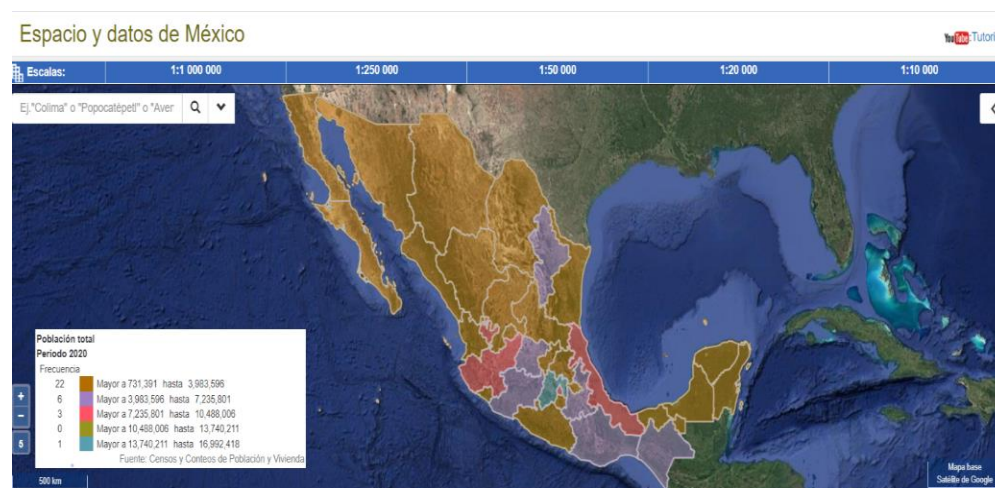 Espacio y datos de México
YouTube:Tutori
Escalas:
1:1 000 000
1:250 000
1:50 000
1:20 000
1:10 000
Ej."Colima" o "Popocatépetl" o "Aver
Población total
Periodo 2020
Frecuencia
22 Mayor a 731,391 hasta 3,983,596
6 Mayor a 3,983,596 hasta 7,235,801
3 Mayor a 7,235,801 hasta 10,488,006
0 Mayor a 10,488,006 hasta 13,740,211
1 Mayor a 13,740,211 hasta 16,992,418
Fuente: Censos y Conteos de Población y Vivienda
+
−
5
500 km
Mapa base
Satélite de Google